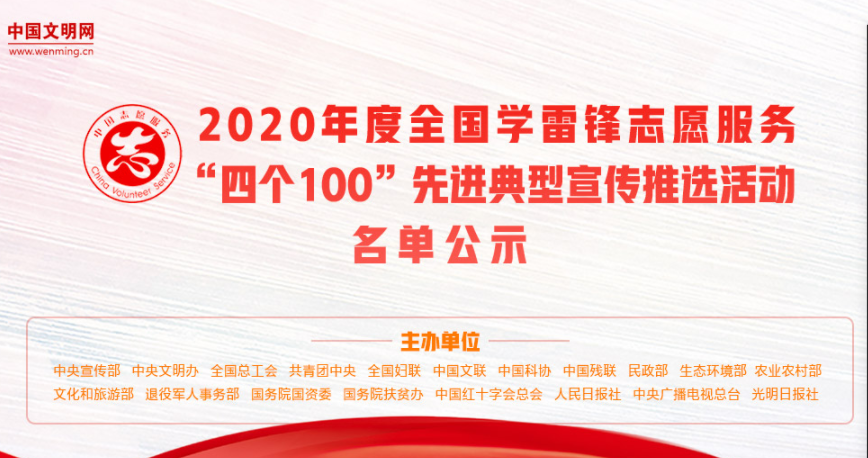 中国文明网
www.wenming.cn
中国志愿服务
China Volunteer Service
2020年度全国学雷锋志愿服务
“四个100”先进典型宣传推选活动
名单公示
主办单位
中央宣传部 中央文明办 全国总工会 共青团中央 全国妇联 中国文联 中国科协 中国残联 民政部 生态环境部 农业农村部
文化和旅游部 退役军人事务部 国务院国资委 国务院扶贫办 中国红十字会总会 人民日报社 中央广播电视总台 光明日报社